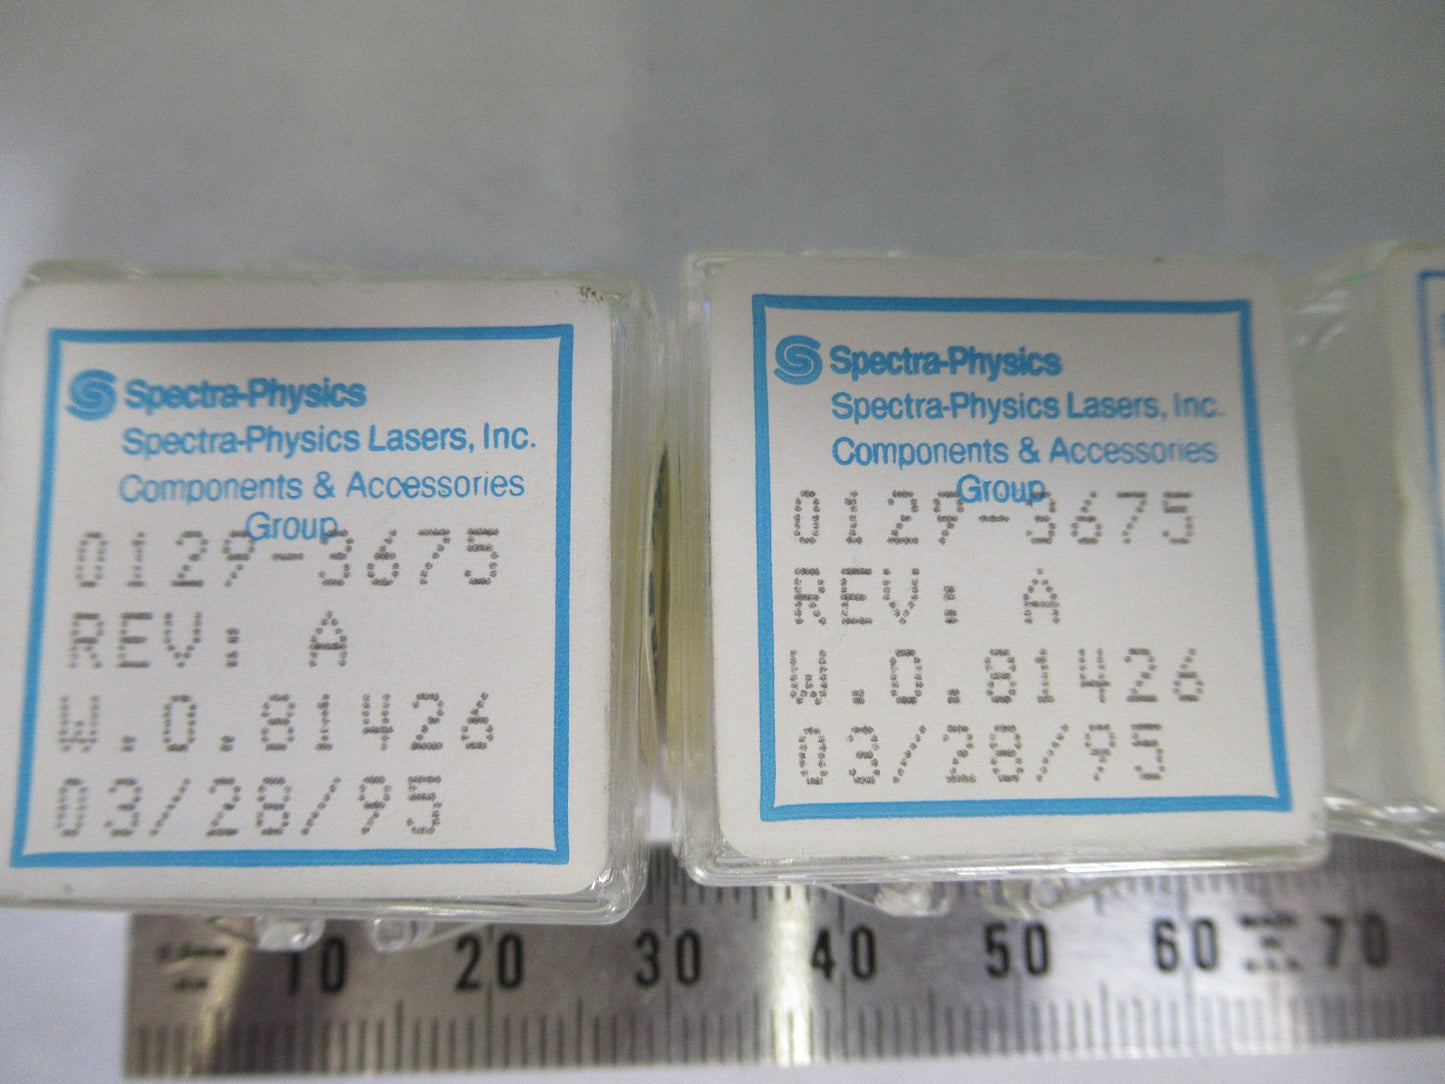 Spectra-Physics
Spectra-Physics Lasers, Inc.
Components & Accessories
Group
0129-3675
REV: A
W.O.81426
03/28/95
Spectra-Physics
Spectra-Physics Lasers, Inc.
Components & Accessories
Group
0129-3675
REV: A
W.O.81426
03/28/95
10 20 30 40 50 60 70